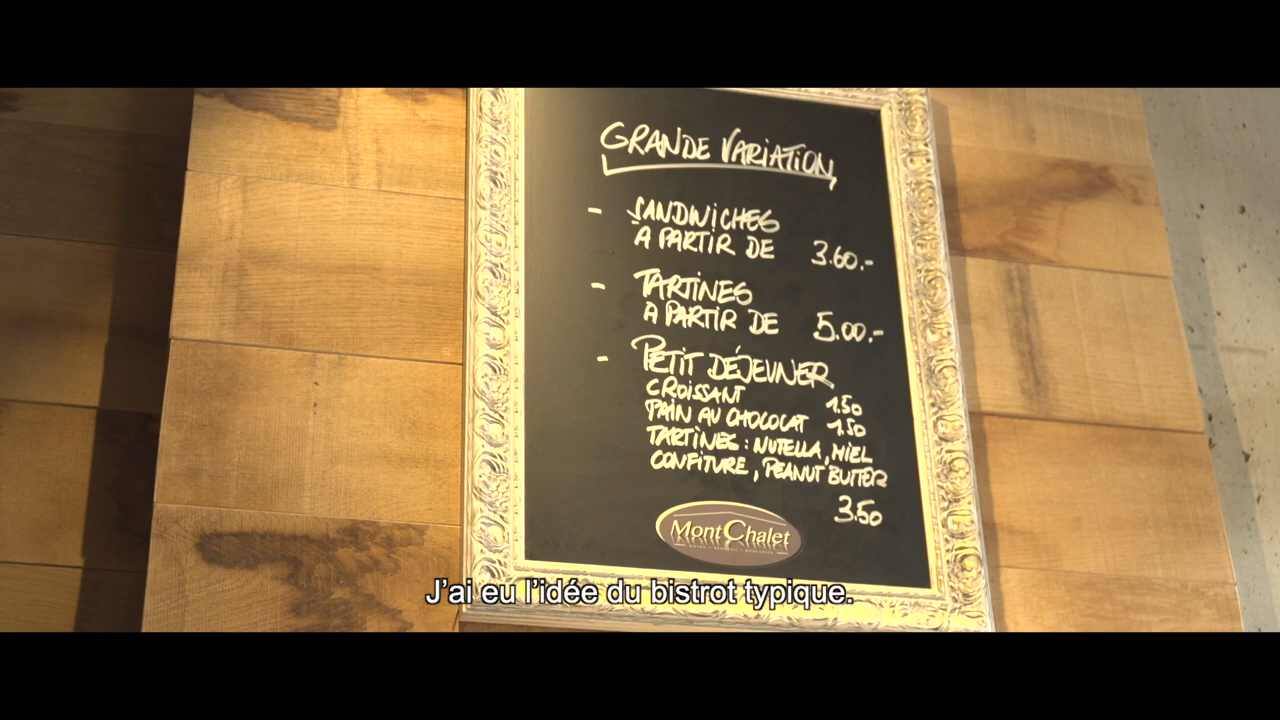 GRANDE VARIATION
- SANDWICHES
A PARTIR DE 3.60.-
- TARTINES
A PARTIR DE 5.00.-
- PETIT DÉJEUNER
CROISSANT 1.50
PAIN AU CHOCOLAT 1.50
TARTINES: NUTELLA, MIEL
CONFITURE, PEANUT BUTTER
3.50
MontChalet
J'ai eu l'idée du bistrot typique.